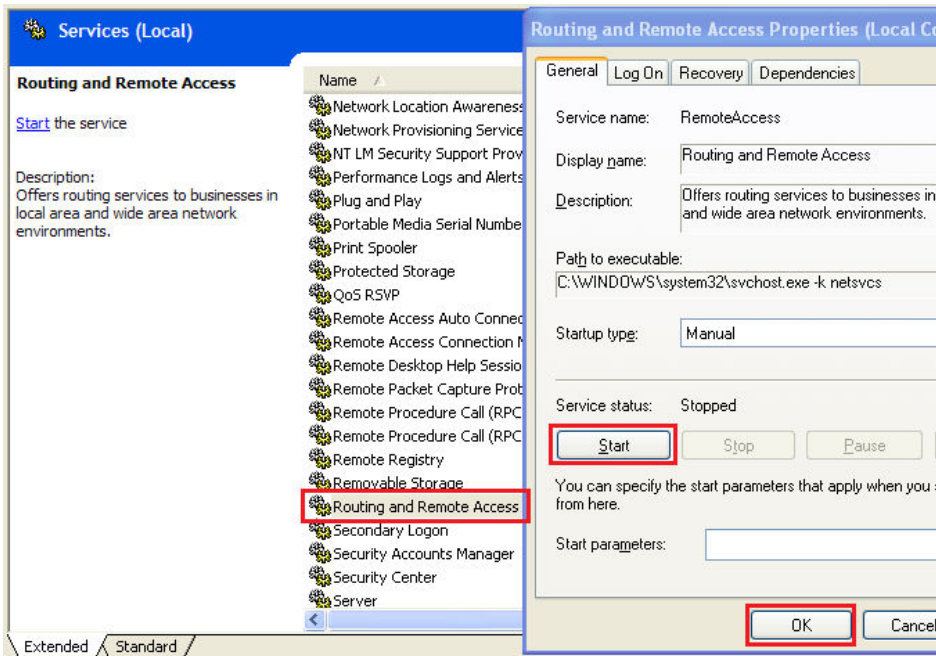 Services (Local)
Routing and Remote Access
Start the service
Description:
Offers routing services to businesses in
local area and wide area network
environments.
Name
Network Location Awareness
Network Provisioning Service
NT LM Security Support Prov
Performance Logs and Alerts
Plug and Play
Portable Media Serial Numbe
Print Spooler
Protected Storage
QoS RSVP
Remote Access Auto Connec
Remote Access Connection M
Remote Desktop Help Sessio
Remote Packet Capture Prot
Remote Procedure Call (RPC
Remote Procedure Call (RPC
Remote Registry
Removable Storage
Routing and Remote Access
Secondary Logon
Security Accounts Manager
Security Center
Server
Extended
Standard
Routing and Remote Access Properties (Local Co
General
Log On
Recovery
Dependencies
Service name: RemoteAccess
Display name: Routing and Remote Access
Description: Offers routing services to businesses in
and wide area network environments.
Path to executable:
C:\WINDOWS\system32\svchost.exe -k netsvcs
Startup type: Manual
Service status: Stopped
Start Stop Pause
You can specify the start parameters that apply when you s
from here.
Start parameters:
OK Cancel